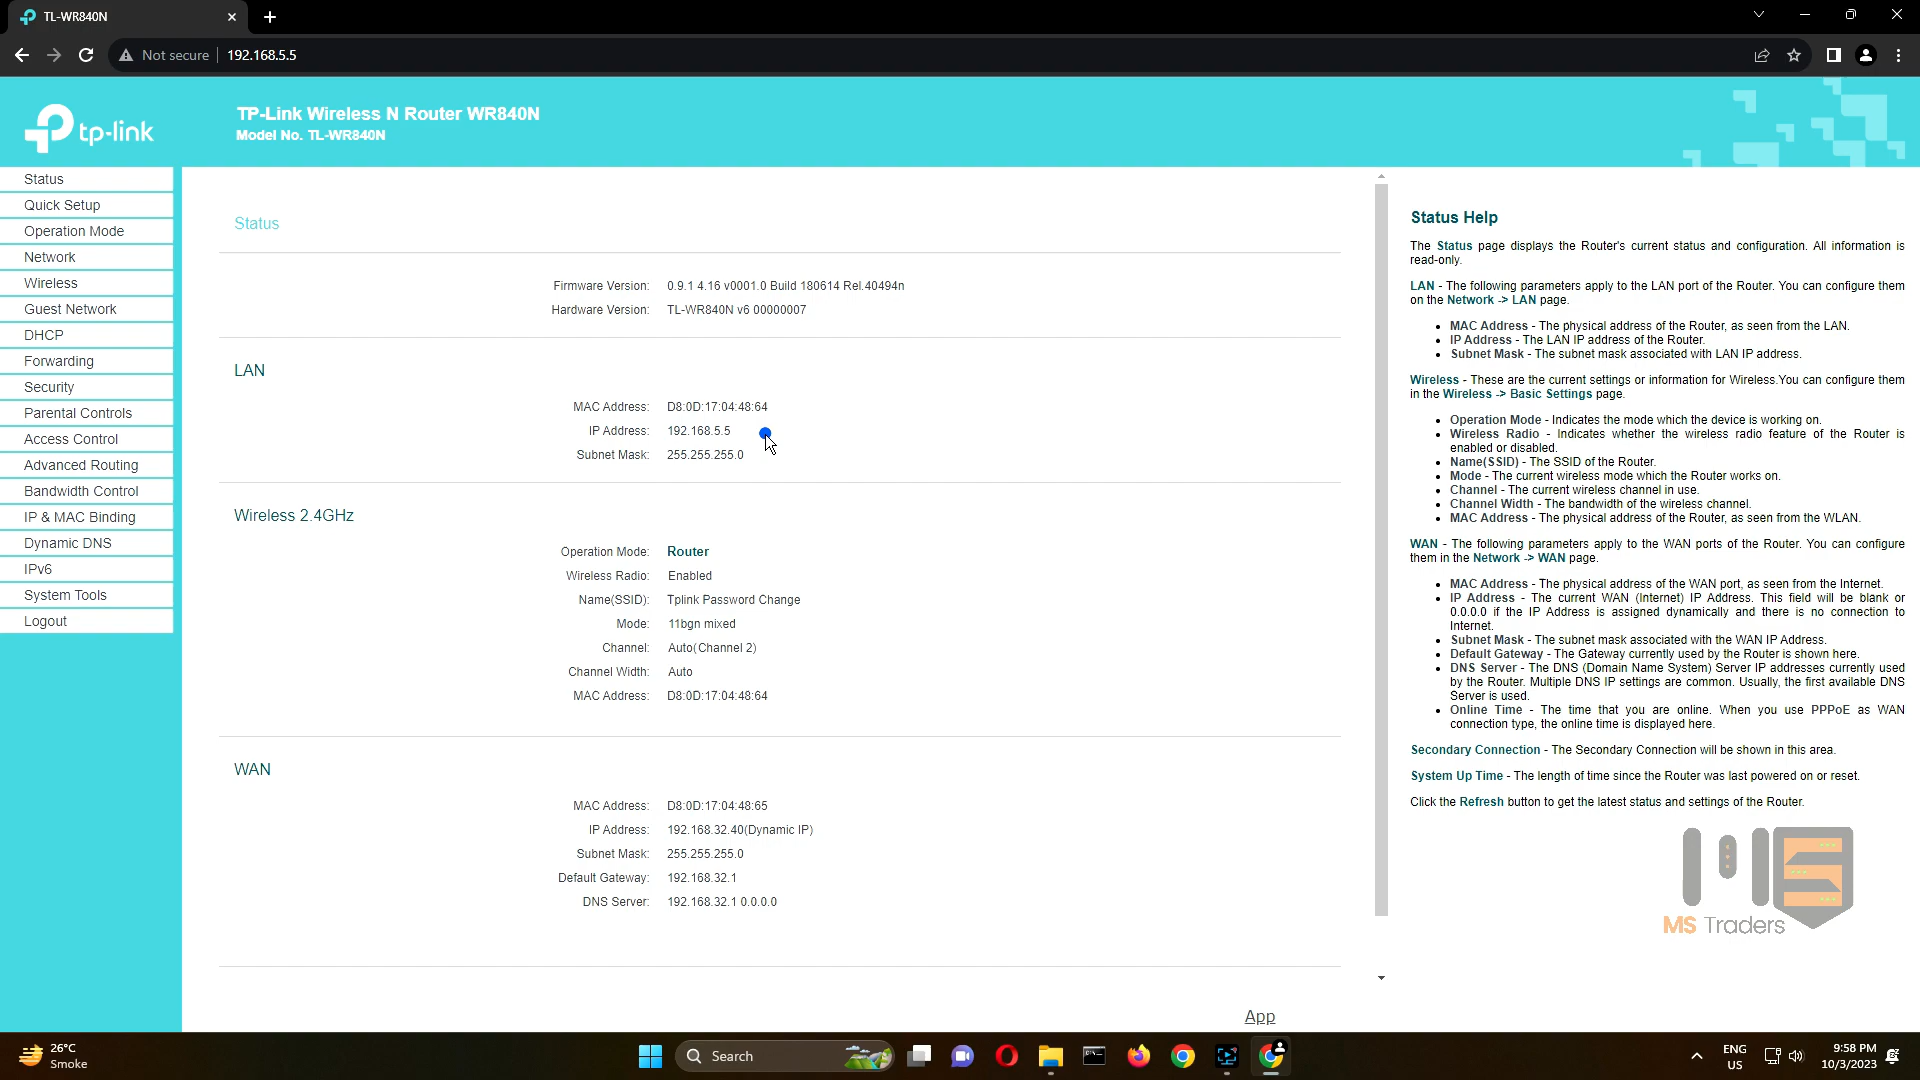 TL-WR840N
Not secure
192.168.5.5
tp-link
TP-Link Wireless N Router WR840N
Model No. TL-WR840N
Status
Quick Setup
Operation Mode
Network
Wireless
Guest Network
DHCP
Forwarding
Security
Parental Controls
Access Control
Advanced Routing
Bandwidth Control
IP & MAC Binding
Dynamic DNS
IPv6
System Tools
Logout
Status
Firmware Version: 0.9.1 4.16 v0001.0 Build 180614 Rel.40494n
Hardware Version: TL-WR840N v6 00000007
LAN
MAC Address: D8:0D:17:04:48:64
IP Address: 192.168.5.5
Subnet Mask: 255.255.255.0
Wireless 2.4GHz
Operation Mode: Router
Wireless Radio: Enabled
Name(SSID): Tplink Password Change
Mode: 11bgn mixed
Channel: Auto(Channel 2)
Channel Width: Auto
MAC Address: D8:0D:17:04:48:64
WAN
MAC Address: D8:0D:17:04:48:65
IP Address: 192.168.32.40(Dynamic IP)
Subnet Mask: 255.255.255.0
Default Gateway: 192.168.32.1
DNS Server: 192.168.32.1 0.0.0.0
App
Status Help
The Status page displays the Router's current status and configuration. All information is
read-only.
LAN - The following parameters apply to the LAN port of the Router. You can configure them
on the Network -> LAN page.
• MAC Address - The physical address of the Router, as seen from the LAN.
• IP Address - The LAN IP address of the Router.
• Subnet Mask - The subnet mask associated with LAN IP address.
Wireless - These are the current settings or information for Wireless.You can configure them
in the Wireless -> Basic Settings page.
• Operation Mode - Indicates the mode which the device is working on.
• Wireless Radio - Indicates whether the wireless radio feature of the Router is
enabled or disabled.
• Name(SSID) - The SSID of the Router.
• Mode - The current wireless mode which the Router works on.
• Channel - The current wireless channel in use.
• Channel Width - The bandwidth of the wireless channel.
• MAC Address - The physical address of the Router, as seen from the WLAN.
WAN - The following parameters apply to the WAN ports of the Router. You can configure
them in the Network -> WAN page.
• MAC Address - The physical address of the WAN port, as seen from the Internet.
• IP Address - The current WAN (Internet) IP Address. This field will be blank or
0.0.0.0 if the IP Address is assigned dynamically and there is no connection to
Internet.
• Subnet Mask - The subnet mask associated with the WAN IP Address.
• Default Gateway - The Gateway currently used by the Router is shown here.
• DNS Server - The DNS (Domain Name System) Server IP addresses currently used
by the Router. Multiple DNS IP settings are common. Usually, the first available DNS
Server is used.
• Online Time - The time that you are online. When you use PPPoE as WAN
connection type, the online time is displayed here.
Secondary Connection - The Secondary Connection will be shown in this area.
System Up Time - The length of time since the Router was last powered on or reset.
Click the Refresh button to get the latest status and settings of the Router.
MS
MS Traders
26°C
Smoke
Search
ENG
US
9:58 PM
10/3/2023